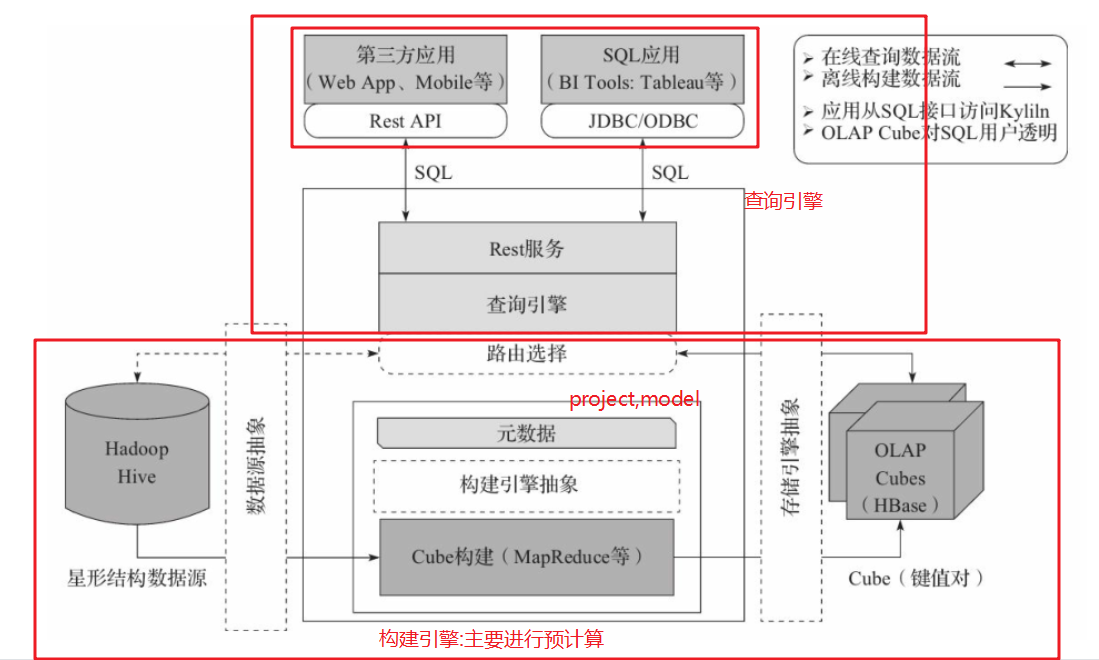 第三方应用
（Web App、Mobile等）
Rest API
SQL应用
（BI Tools: Tableau等）
JDBC/ODBC
➢ 在线查询数据流
➢ 离线构建数据流
➢ 应用从SQL接口访问Kyliln
➢ OLAP Cube对SQL用户透明
SQL
SQL
查询引擎
Rest服务
查询引擎
路由选择
project,model
元数据
构建引擎抽象
Cube构建（MapReduce等）
Hadoop
Hive
星形结构数据源
数据源抽象
存储引擎抽象
OLAP
Cubes
（HBase）
Cube（键值对）
构建引擎:主要进行预计算